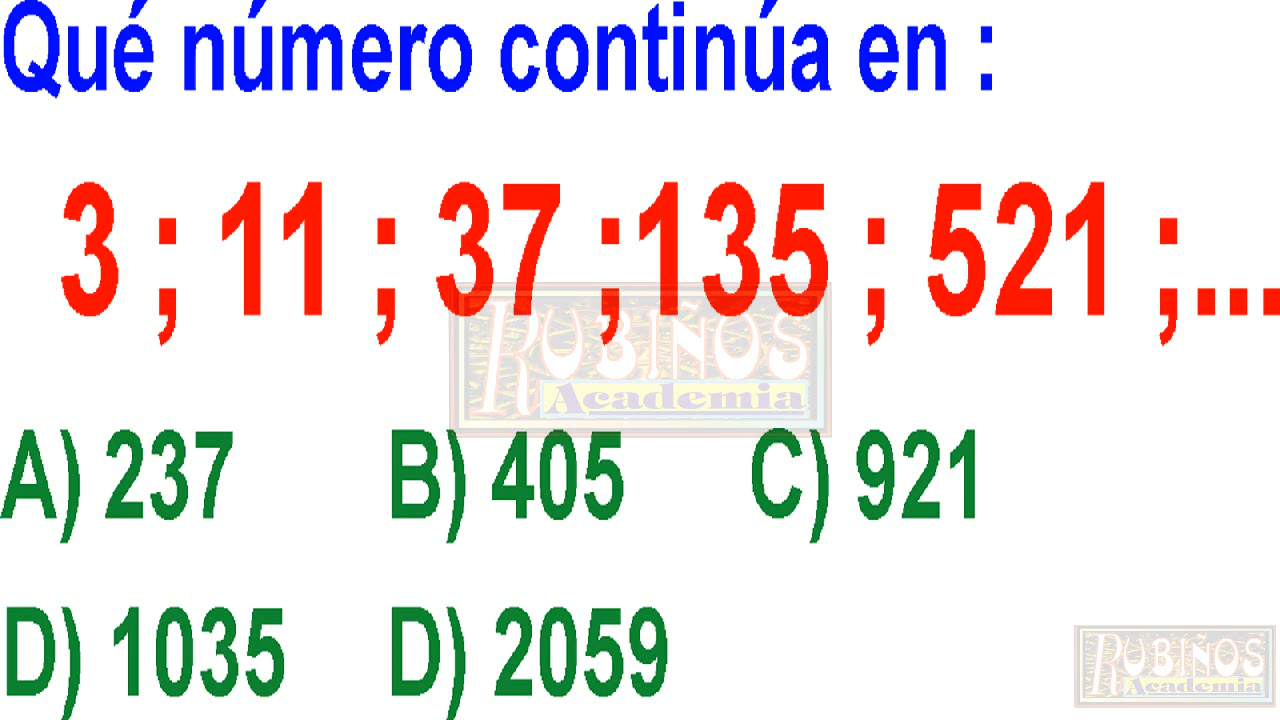 Qué número continúa en :
3 ; 11 ; 37 ;135 ; 521 ;...
RUBIÑOS
Academia
A) 237 B) 405 C) 921
D) 1035 D) 2059
RUBIÑOS
Academia